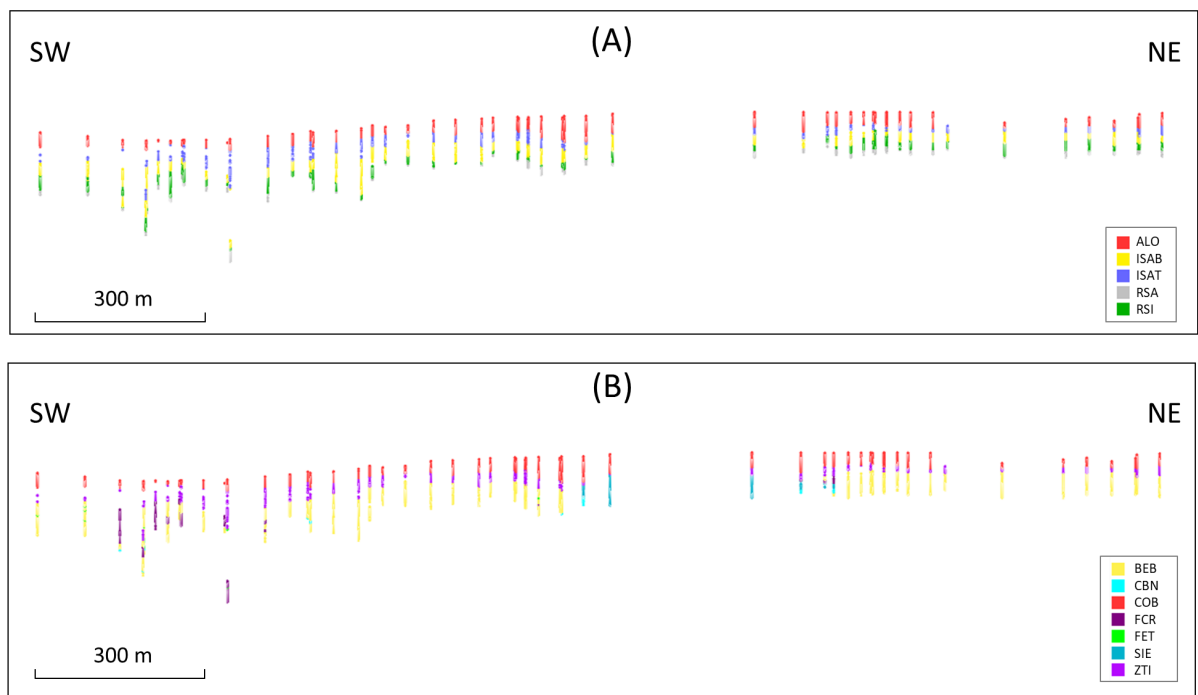 (A)
SW
NE
ALO
ISAB
ISAT
RSA
RSI
300 m
(B)
SW
NE
BEB
CBN
COB
FCR
FET
SIE
ZTI
300 m